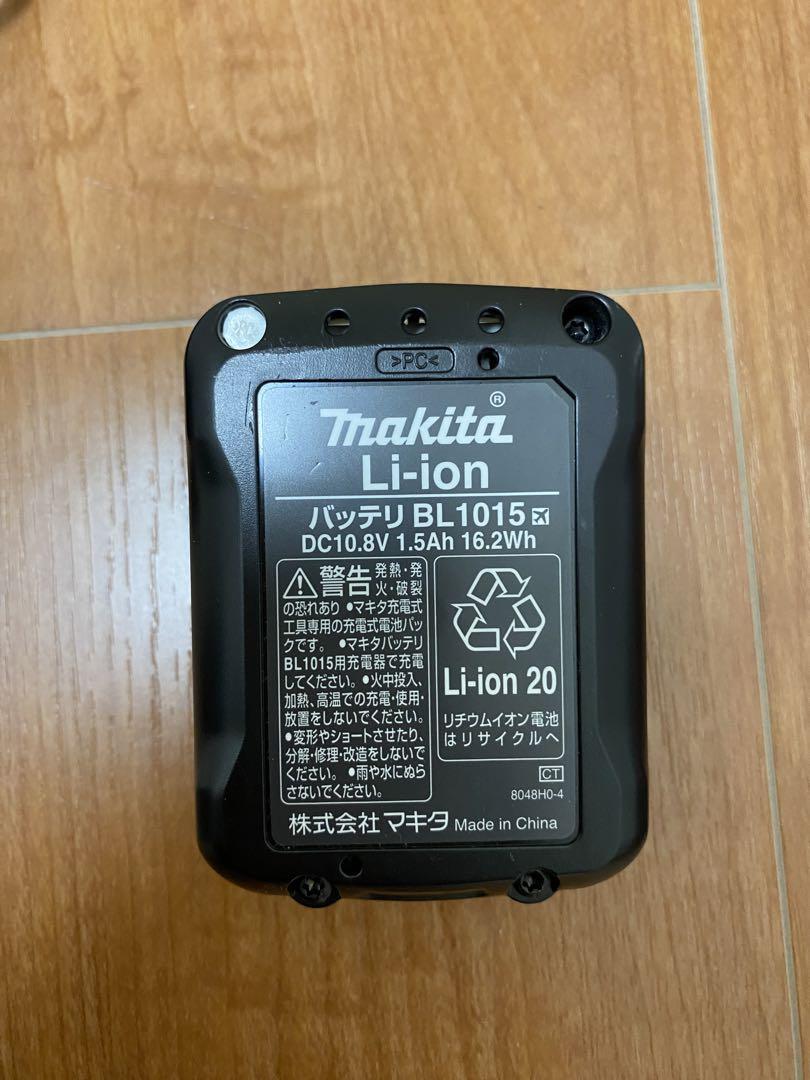 >PC<
makita®
Li-ion
バッテリ BL1015
DC10.8V 1.5Ah 16.2Wh
警告 発熱・発
火・破裂
の恐れあり •マキタ充電式
工具専用の充電式電池パッ
クです。 •マキタバッテリ
BL1015用充電器で充電
してください。 •火中投入、
加熱、高温での充電・使用・
放置をしないでください。
•変形やショートさせたり、
分解・修理・改造をしないで
ください。 •雨や水にぬら
さないでください。
Li-ion 20
リチウムイオン電池
はリサイクルへ
CT
8048H0-4
株式会社 マキタ Made in China